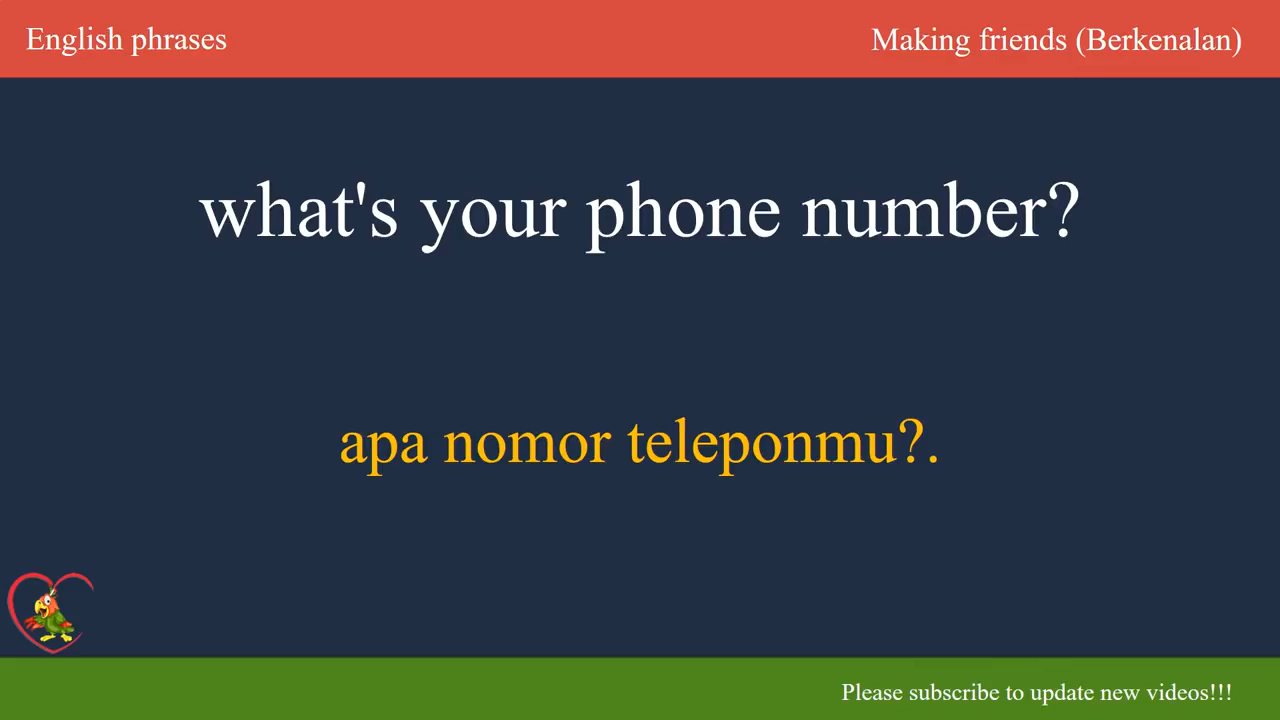 English phrases
Making friends (Berkenalan)
what's your phone number?
apa nomor teleponmu?.
Please subscribe to update new videos!!!